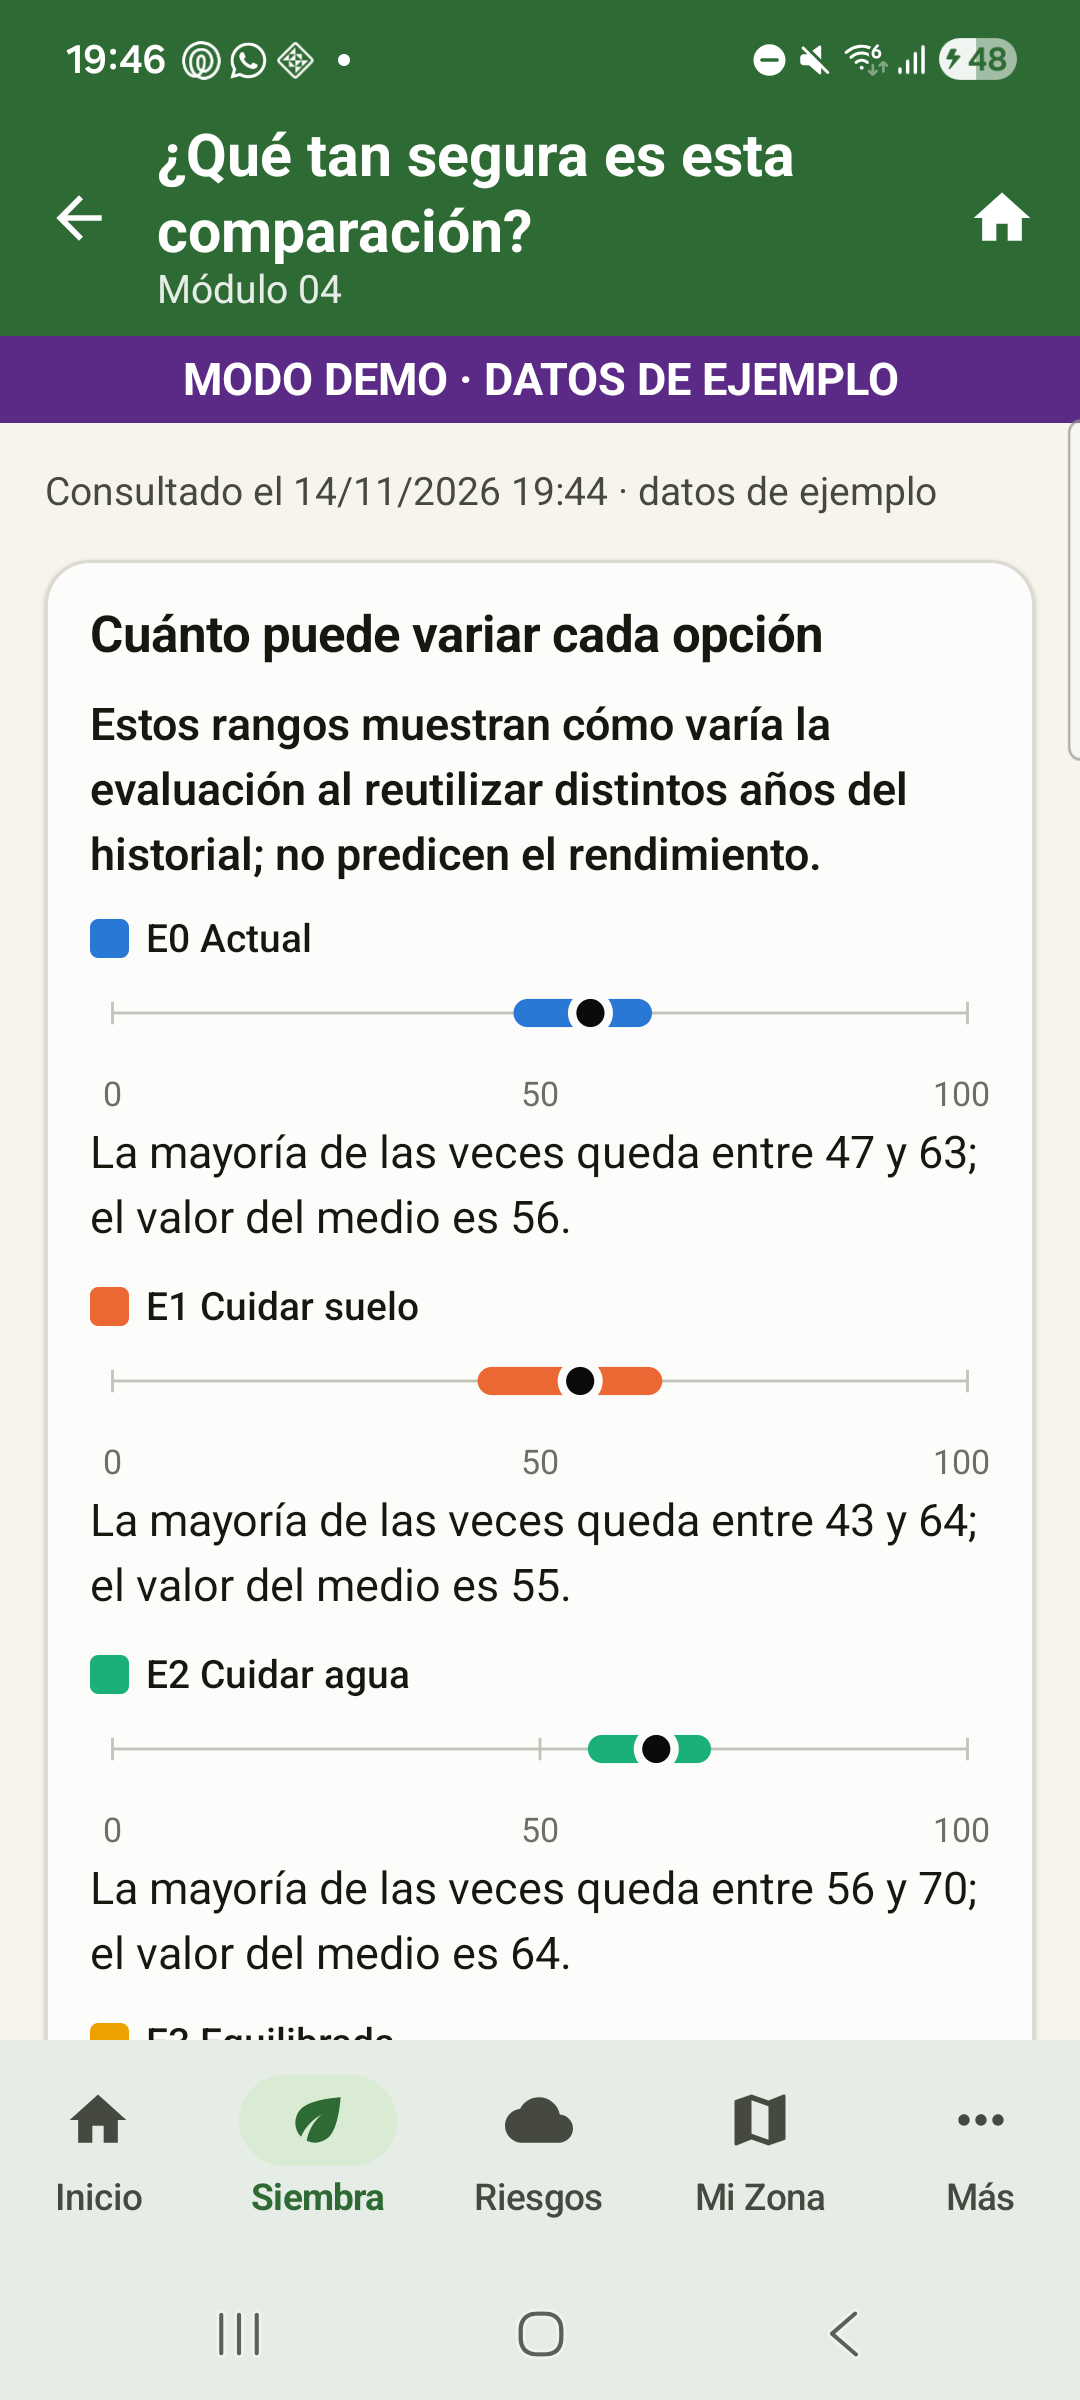 19:46
48
¿Qué tan segura es esta
comparación?
Módulo 04
MODO DEMO · DATOS DE EJEMPLO
Consultado el 14/11/2026 19:44 · datos de ejemplo
Cuánto puede variar cada opción
Estos rangos muestran cómo varía la
evaluación al reutilizar distintos años del
historial; no predicen el rendimiento.
E0 Actual
0 50 100
La mayoría de las veces queda entre 47 y 63;
el valor del medio es 56.
E1 Cuidar suelo
0 50 100
La mayoría de las veces queda entre 43 y 64;
el valor del medio es 55.
E2 Cuidar agua
0 50 100
La mayoría de las veces queda entre 56 y 70;
el valor del medio es 64.
Inicio Siembra Riesgos Mi Zona Más